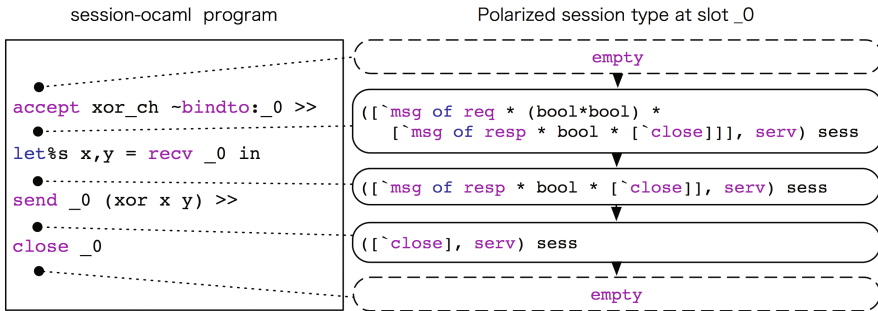 session-ocaml program
Polarized session type at slot _0
accept xor_ch ~bindto:_0 >>
let%s x,y = recv _0 in
send _0 (xor x y) >>
close _0
empty
([`msg of req * (bool*bool) *
[`msg of resp * bool * [`close]]], serv) sess
([`msg of resp * bool * [`close]], serv) sess
([`close], serv) sess
empty